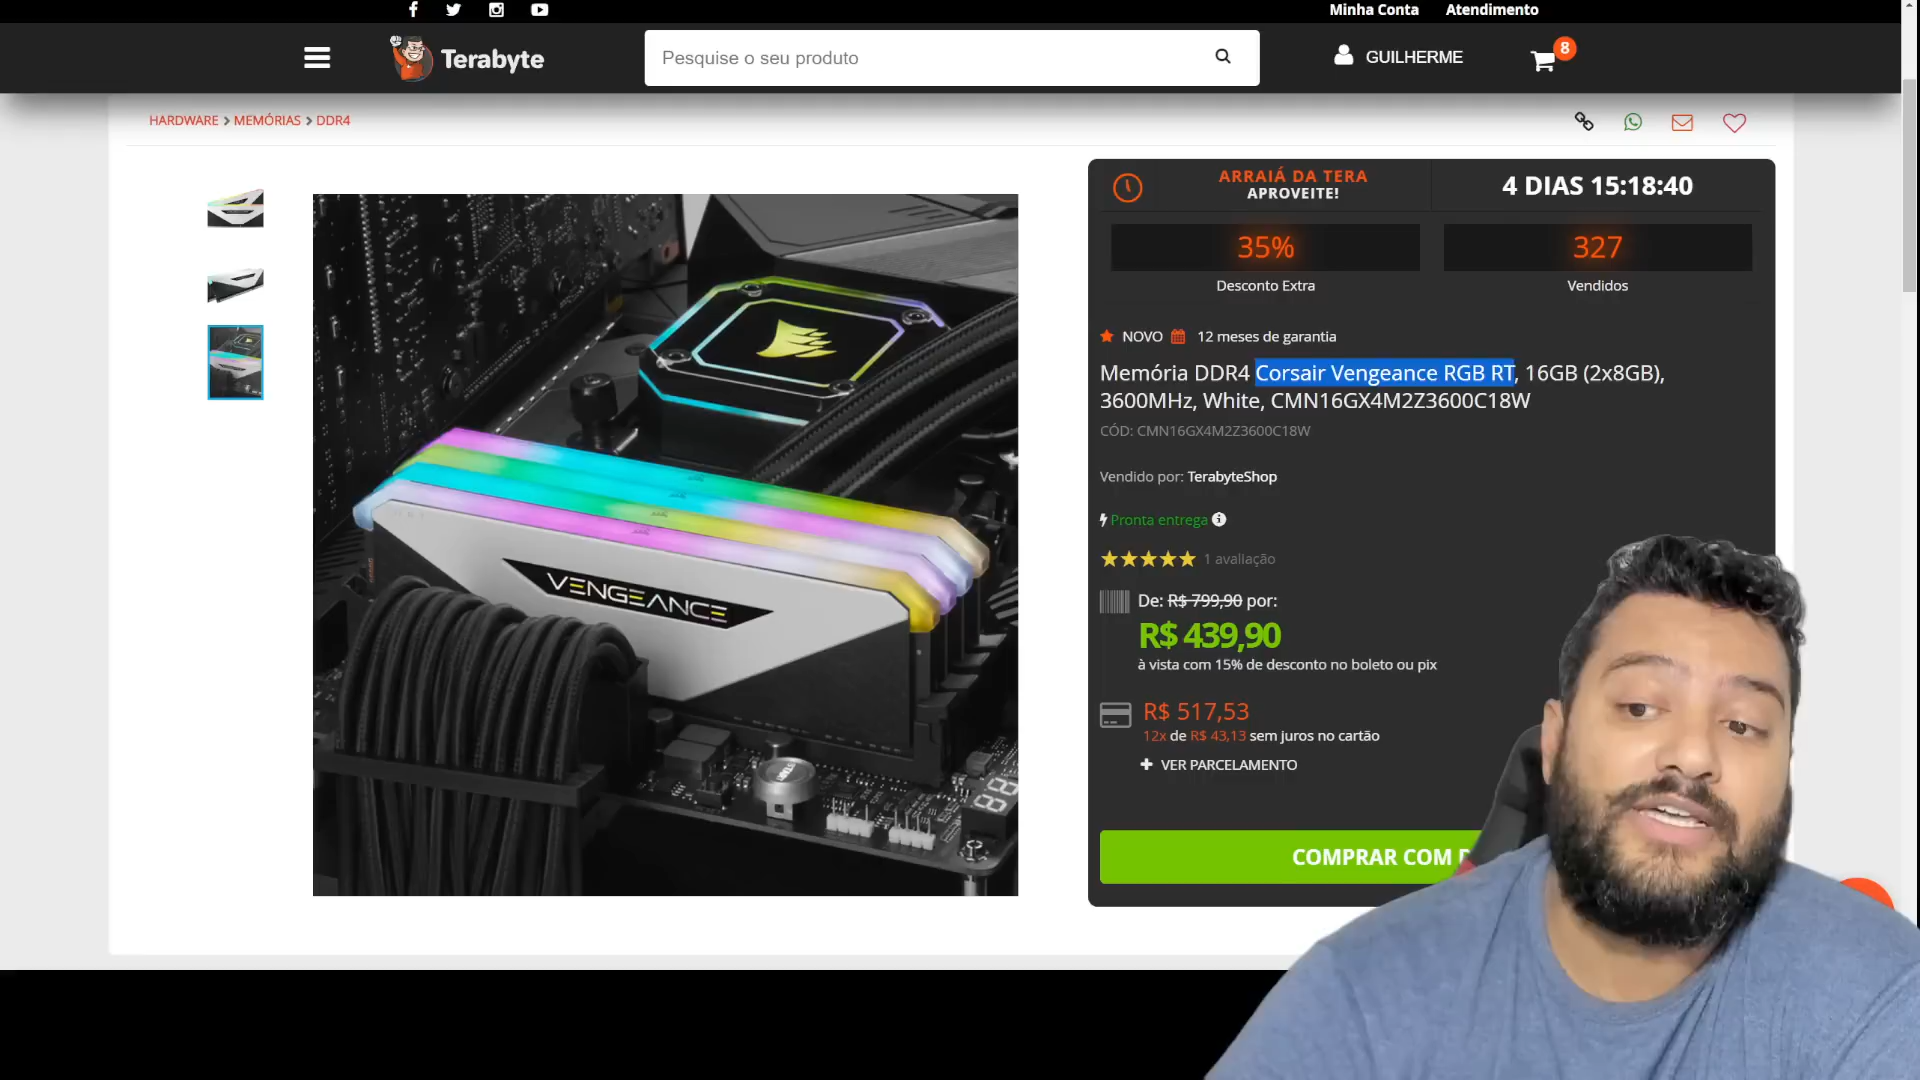 Minha Conta
Atendimento
Terabyte
Pesquise o seu produto
GUILHERME
8
HARDWARE > MEMÓRIAS > DDR4
ARRAIÁ DA TERA
APROVEITE!
4 DIAS 15:18:40
35%
Desconto Extra
327
Vendidos
NOVO 12 meses de garantia
Memória DDR4 Corsair Vengeance RGB RT, 16GB (2x8GB),
3600MHz, White, CMN16GX4M2Z3600C18W
CÓD: CMN16GX4M2Z3600C18W
Vendido por: TerabyteShop
Pronta entrega
1 avaliação
De: R$ 799,90 por:
R$ 439,90
à vista com 15% de desconto no boleto ou pix
R$ 517,53
12x de R$ 43,13 sem juros no cartão
+ VER PARCELAMENTO
COMPRAR COM
VENGEANCE
START
88